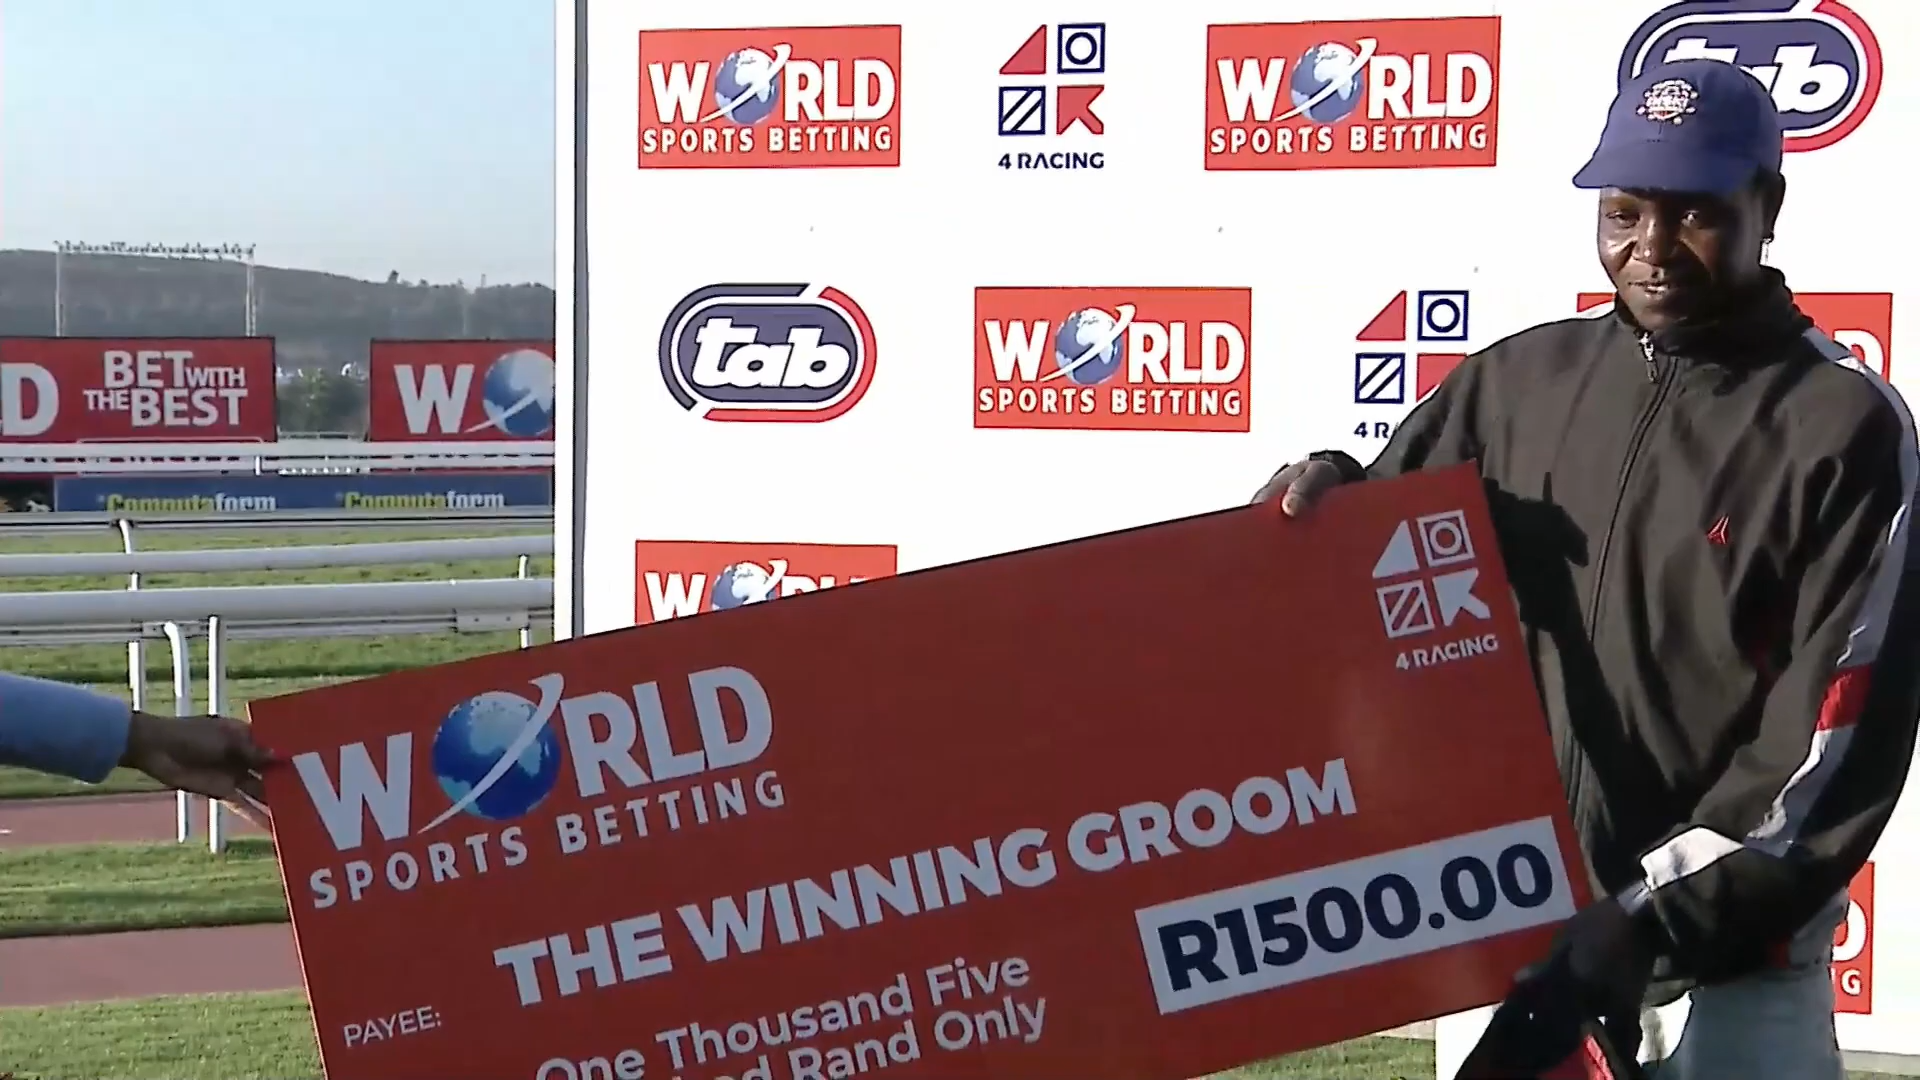 WORLD
SPORTS BETTING
4 RACING
WORLD
SPORTS BETTING
tab
BET WITH
THE BEST
tab
WORLD
SPORTS BETTING
Computaform
Computaform
4 RACING
WORLD
SPORTS BETTING
THE WINNING GROOM
R1500.00
PAYEE:
One Thousand Five
Rand Only